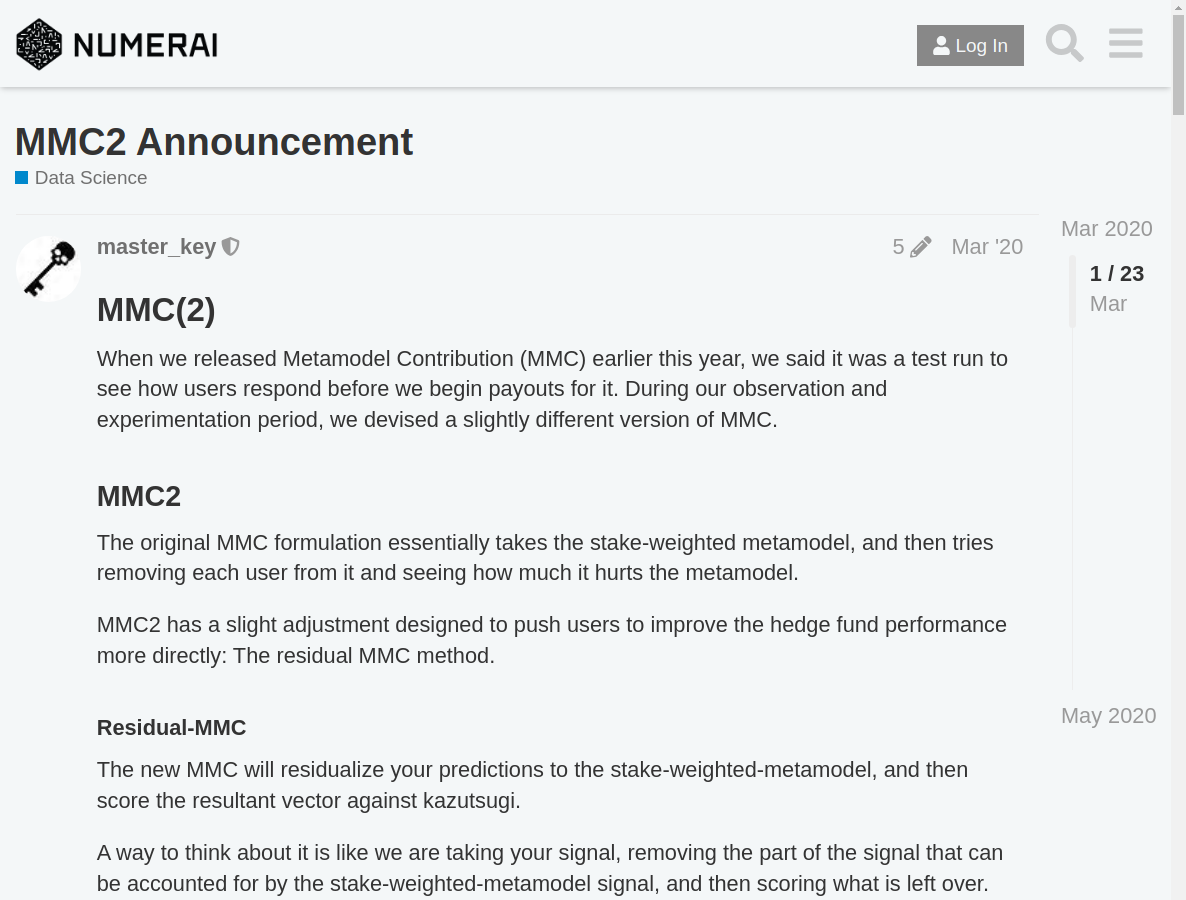 NUMERAI
Log In
MMC2 Announcement
Data Science
master_key
5
Mar '20
MMC(2)
When we released Metamodel Contribution (MMC) earlier this year, we said it was a test run to
see how users respond before we begin payouts for it. During our observation and
experimentation period, we devised a slightly different version of MMC.
MMC2
The original MMC formulation essentially takes the stake-weighted metamodel, and then tries
removing each user from it and seeing how much it hurts the metamodel.
MMC2 has a slight adjustment designed to push users to improve the hedge fund performance
more directly: The residual MMC method.
Residual-MMC
The new MMC will residualize your predictions to the stake-weighted-metamodel, and then
score the resultant vector against kazutsugi.
A way to think about it is like we are taking your signal, removing the part of the signal that can
be accounted for by the stake-weighted-metamodel signal, and then scoring what is left over.
Mar 2020
1 / 23
Mar
May 2020